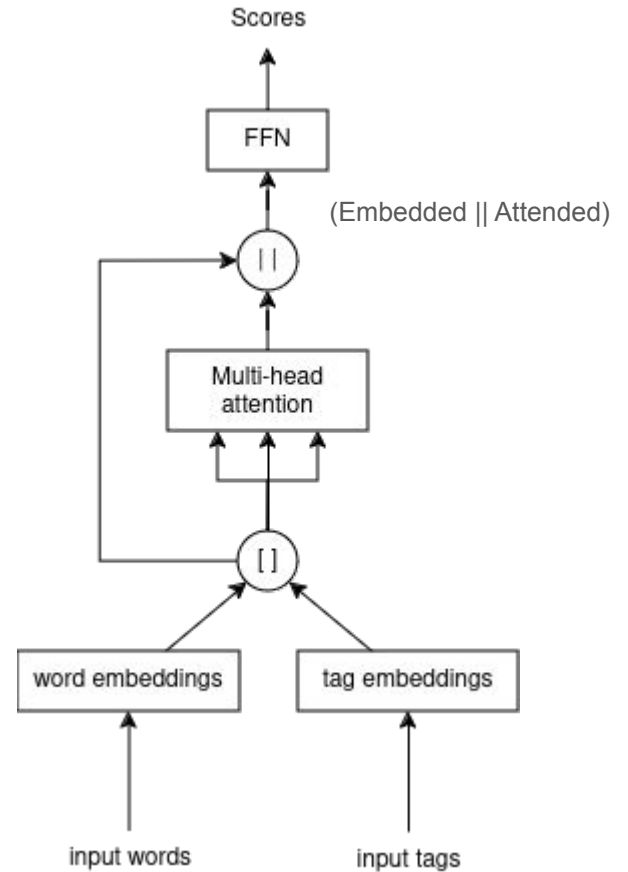 Scores
FFN
(Embedded || Attended)
||
Multi-head
attention
[]
word embeddings
tag embeddings
input words
input tags